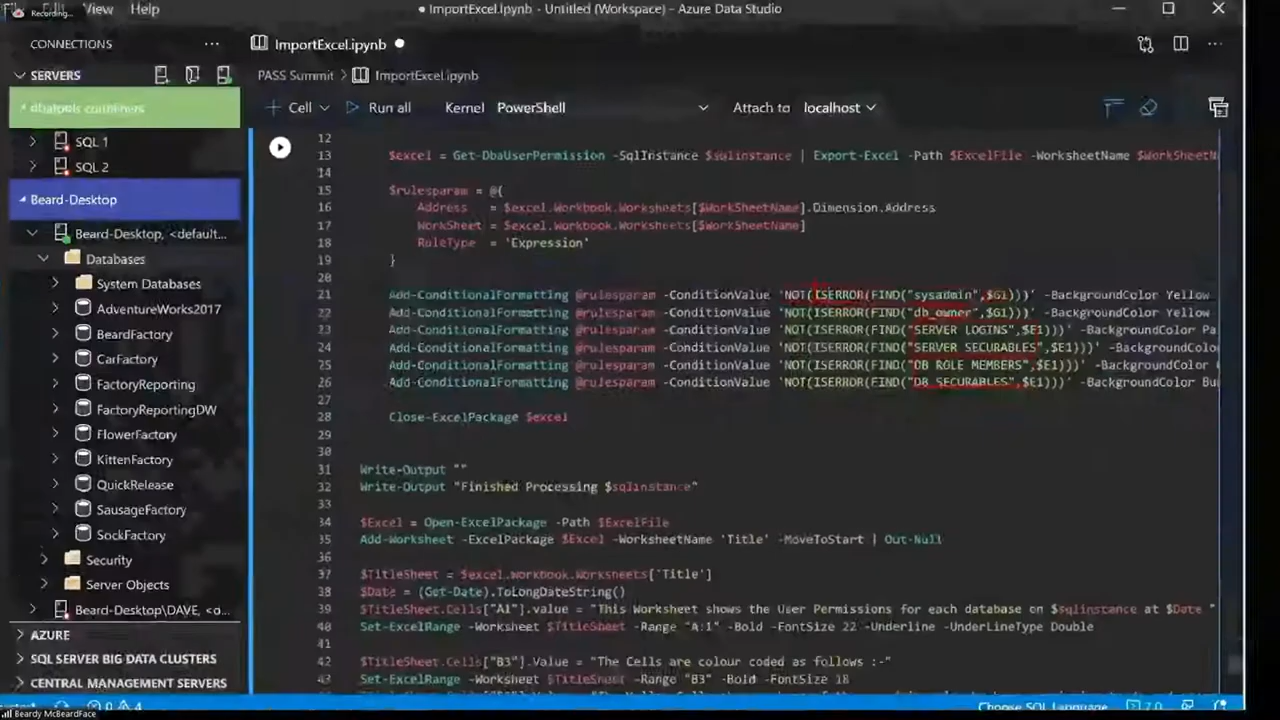 View Help
Recording...
● ImportExcel.ipynb - Untitled (Workspace) - Azure Data Studio
CONNECTIONS
SERVERS
dbatools containers
SQL 1
SQL 2
Beard-Desktop
Beard-Desktop, <default...
Databases
System Databases
AdventureWorks2017
BeardFactory
CarFactory
FactoryReporting
FactoryReportingDW
FlowerFactory
KittenFactory
QuickRelease
SausageFactory
SockFactory
Security
Server Objects
Beard-Desktop\DAVE, <d...
AZURE
SQL SERVER BIG DATA CLUSTERS
CENTRAL MANAGEMENT SERVERS
ImportExcel.ipynb ●
PASS Summit > ImportExcel.ipynb
+ Cell Run all Kernel PowerShell Attach to localhost
12
13 $excel = Get-DbaUserPermission -SqlInstance $sqlinstance | Export-Excel -Path $ExcelFile -WorksheetName $WorkSheetN
14
15 $rulesparam = @{
16 Address = $excel.Workbook.Worksheets[$WorkSheetName].Dimension.Address
17 WorkSheet = $excel.Workbook.Worksheets[$WorkSheetName]
18 RuleType = 'Expression'
19 }
20
21 Add-ConditionalFormatting @rulesparam -ConditionValue 'NOT(ISERROR(FIND("sysadmin",$G1)))' -BackgroundColor Yellow
22 Add-ConditionalFormatting @rulesparam -ConditionValue 'NOT(ISERROR(FIND("db_owner",$G1)))' -BackgroundColor Yellow
23 Add-ConditionalFormatting @rulesparam -ConditionValue 'NOT(ISERROR(FIND("SERVER LOGINS",$E1)))' -BackgroundColor Pa
24 Add-ConditionalFormatting @rulesparam -ConditionValue 'NOT(ISERROR(FIND("SERVER SECURABLES",$E1)))' -BackgroundColo
25 Add-ConditionalFormatting @rulesparam -ConditionValue 'NOT(ISERROR(FIND("DB ROLE MEMBERS",$E1)))' -BackgroundColor
26 Add-ConditionalFormatting @rulesparam -ConditionValue 'NOT(ISERROR(FIND("DB SECURABLES",$E1)))' -BackgroundColor Bu
27
28 Close-ExcelPackage $excel
29
30
31 Write-Output ""
32 Write-Output "Finished Processing $sqlinstance"
33
34 $Excel = Open-ExcelPackage -Path $ExcelFile
35 Add-Worksheet -ExcelPackage $Excel -WorksheetName 'Title' -MoveToStart | Out-Null
36
37 $TitleSheet = $excel.Workbook.Worksheets['Title']
38 $Date = (Get-Date).ToLongDateString()
39 $TitleSheet.Cells["A1"].value = "This Worksheet shows the User Permissions for each database on $sqlinstance at $Date "
40 Set-ExcelRange -Worksheet $TitleSheet -Range "A:1" -Bold -FontSize 22 -Underline -UnderLineType Double
41
42 $TitleSheet.Cells["B3"].Value = "The Cells are colour coded as follows :-"
43 Set-ExcelRange -Worksheet $TitleSheet -Range "B3" -Bold -FontSize 18
Choose SQL Language
Beardy McBeardFace